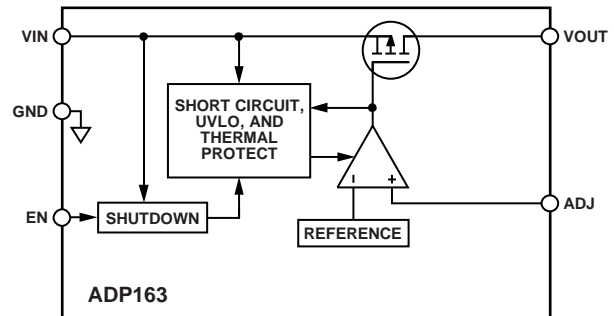 VIN
VOUT
GND
SHORT CIRCUIT,
UVLO, AND
THERMAL
PROTECT
EN
SHUTDOWN
– +
REFERENCE
ADJ
ADP163